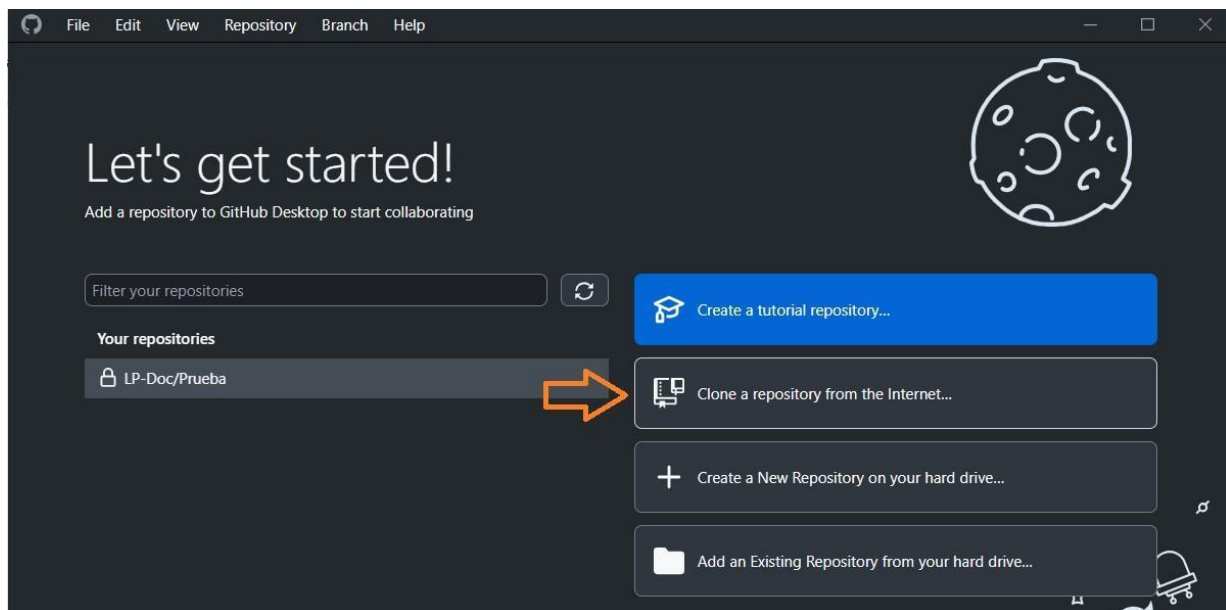 File Edit View Repository Branch Help
Let's get started!
Add a repository to GitHub Desktop to start collaborating
Filter your repositories
Your repositories
LP-Doc/Prueba
Create a tutorial repository...
Clone a repository from the Internet...
Create a New Repository on your hard drive...
Add an Existing Repository from your hard drive...